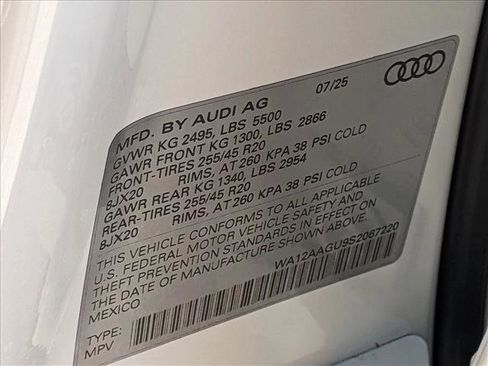 MFD. BY AUDI AG 07/25
GVWR KG 2495, LBS 5500
GAWR FRONT KG 1300, LBS 2866
FRONT-TIRES 255/45 R20
8JX20 RIMS, AT 260 KPA 38 PSI COLD
GAWR REAR KG 1340, LBS 2954
REAR-TIRES 255/45 R20
8JX20 RIMS, AT 260 KPA 38 PSI COLD
THIS VEHICLE CONFORMS TO ALL APPLICABLE
U.S. FEDERAL MOTOR VEHICLE SAFETY AND
THEFT PREVENTION STANDARDS IN EFFECT ON
THE DATE OF MANUFACTURE SHOWN ABOVE.
MEXICO WA12AAGU9S2067220
TYPE:
MPV